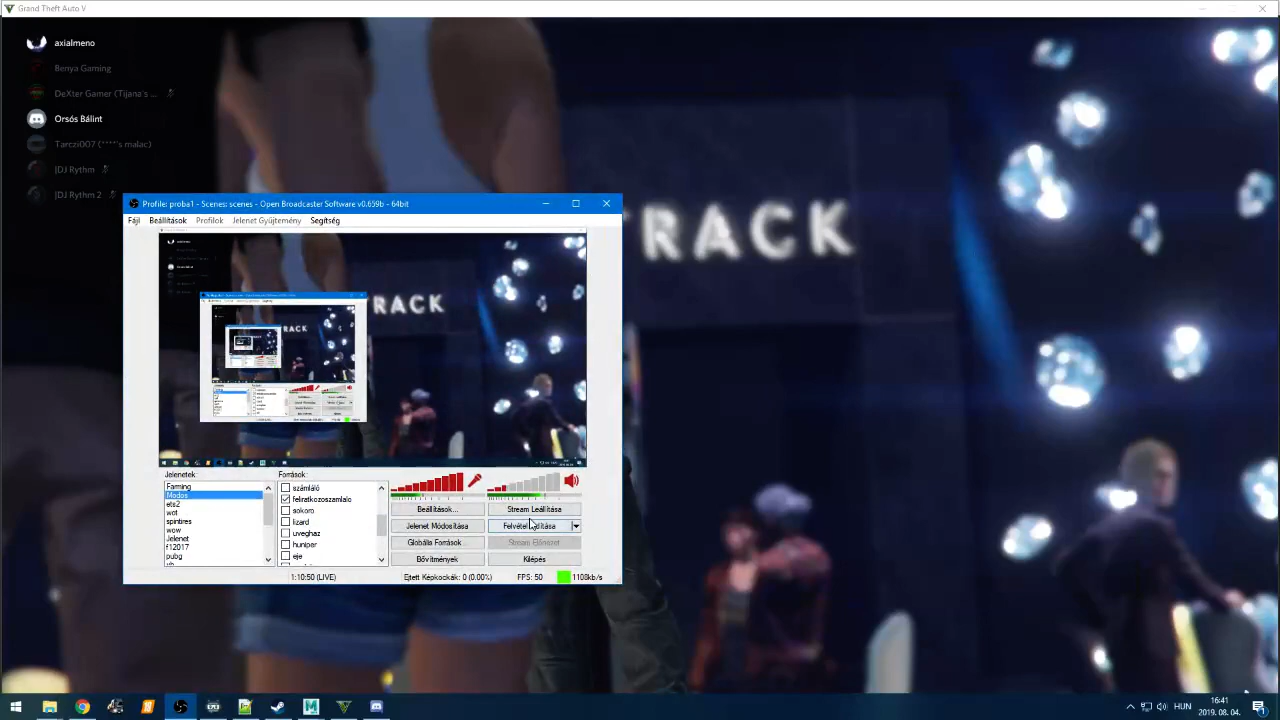 Grand Theft Auto V
axialmeno
Benya Gaming
DeXter Gamer (Tijana's ...
Orsós Bálint
Tarczi007 (****'s malac)
|DJ Rythm
|DJ Rythm 2
RACK
Profile: proba1 - Scenes: scenes - Open Broadcaster Software v0.659b - 64bit
Fájl Beállítások Profilok Jelenet Gyűjtemény Segítség
RACK
RACK
Jelenetek:
Farming
Modos
ets2
wot
spintires
wow
Jelenet
f12017
pubg
Források:
számláló
feliratkozoszamlalo
sokoro
lizard
uveghaz
huniper
eje
Beállítások...
Stream Leállítása
Jelenet Módosítása
Globális Források...
Stream Előnézet
Bővítmények
Kilépés
1:10:50 (LIVE)
Ejtett Képkockák: 0 (0.00%)
FPS: 50
1108kb/s
HUN
16:41
2019. 08. 04.